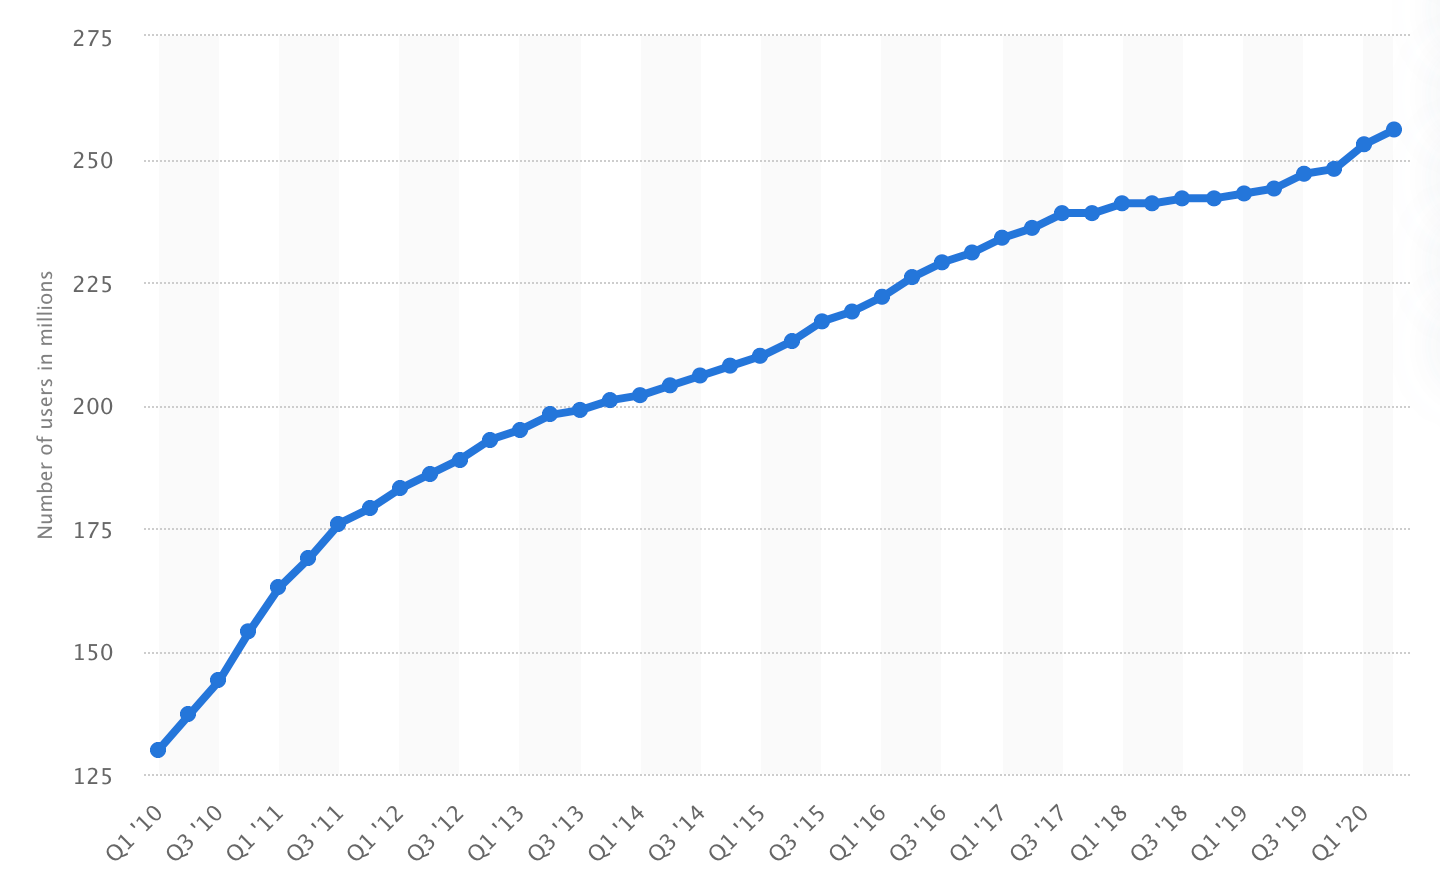 275
250
225
200
175
150
125
Number of users in millions
Q1 '10
Q3 '10
Q1 '11
Q3 '11
Q1 '12
Q3 '12
Q1 '13
Q3 '13
Q1 '14
Q3 '14
Q1 '15
Q3 '15
Q1 '16
Q3 '16
Q1 '17
Q3 '17
Q1 '18
Q3 '18
Q1 '19
Q3 '19
Q1 '20